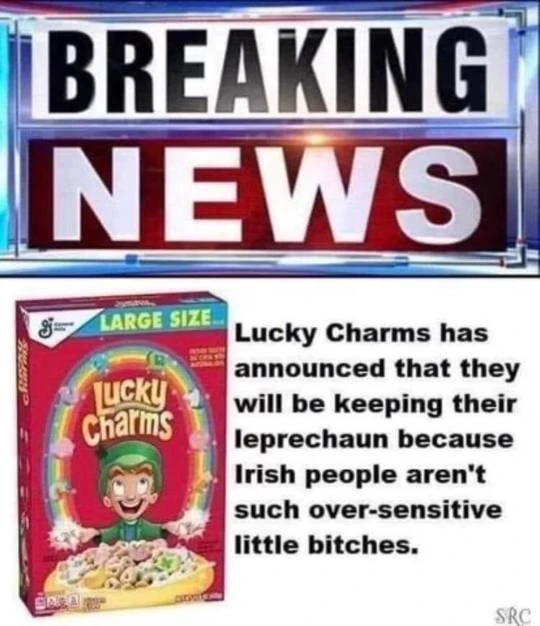 BREAKING
NEWS
LARGE SIZE
Lucky
Charms
Lucky Charms has
announced that they
will be keeping their
leprechaun because
Irish people aren't
such over-sensitive
little bitches.
SRC